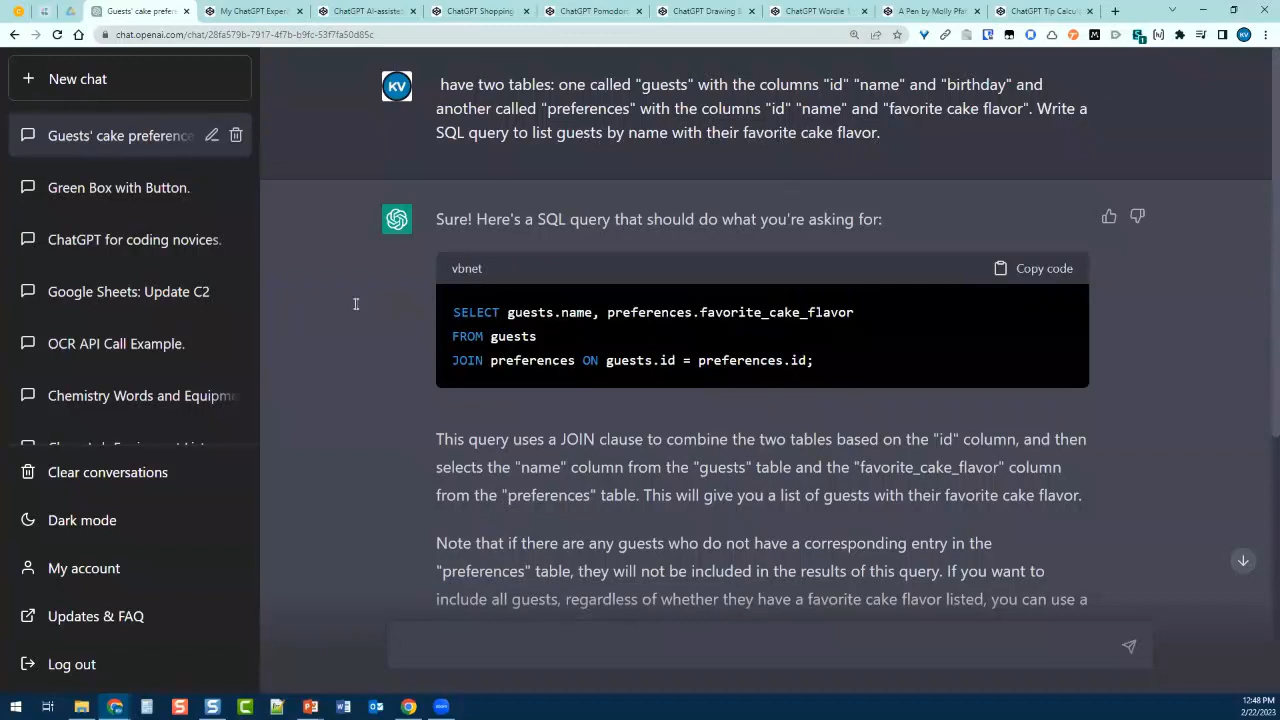 Guests' cake prefere
My ChatGPT Experi
ChatGPT AI-assiste
ChatGPT Shopping
ChatGPT Pomodor
ChatGPT Drawing
ChatGPT Wordle 1
A Pen by Molly Pfa
ChatGPT Tip Calcul
chat.openai.com/chat/28fa579b-7917-4f7b-b9fc-53f7fa50d85c
KV
New chat
Guests' cake preference
Green Box with Button.
ChatGPT for coding novices.
Google Sheets: Update C2
OCR API Call Example.
Chemistry Words and Equipme
Clear conversations
Dark mode
My account
Updates & FAQ
Log out
KV
have two tables: one called "guests" with the columns "id" "name" and "birthday" and
another called "preferences" with the columns "id" "name" and "favorite cake flavor". Write a
SQL query to list guests by name with their favorite cake flavor.
Sure! Here's a SQL query that should do what you're asking for:
vbnet
Copy code
SELECT guests.name, preferences.favorite_cake_flavor
FROM guests
JOIN preferences ON guests.id = preferences.id;
This query uses a JOIN clause to combine the two tables based on the "id" column, and then
selects the "name" column from the "guests" table and the "favorite_cake_flavor" column
from the "preferences" table. This will give you a list of guests with their favorite cake flavor.
Note that if there are any guests who do not have a corresponding entry in the
"preferences" table, they will not be included in the results of this query. If you want to
include all guests, regardless of whether they have a favorite cake flavor listed, you can use a
12:48 PM
2/22/2023